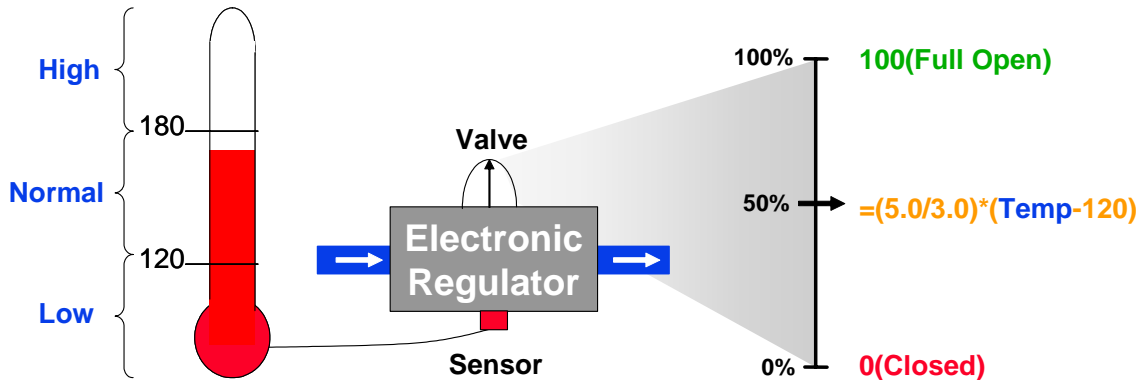 High
180
Normal
120
Low
Valve
Electronic
Regulator
Sensor
100%
100(Full Open)
50%
=(5.0/3.0)*(Temp-120)
0%
0(Closed)